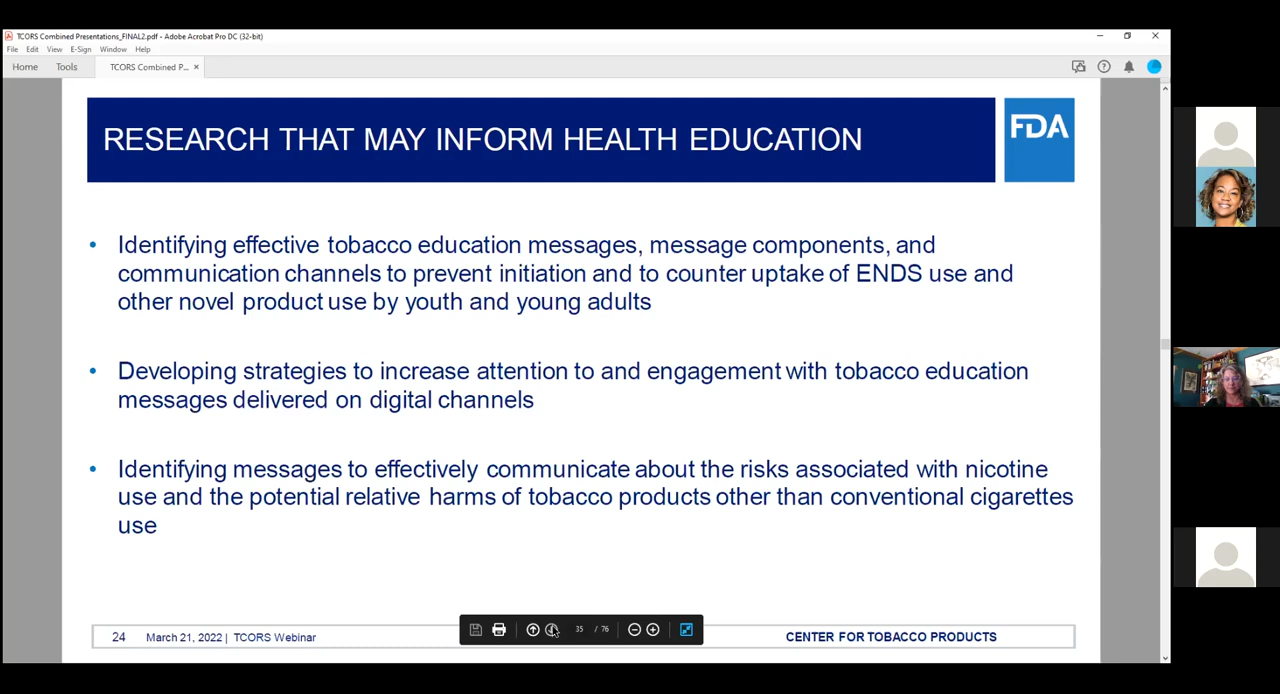 TCORS Combined Presentations_FINAL2.pdf - Adobe Acrobat Pro DC (32-bit)
File Edit View E-Sign Window Help
Home Tools TCORS Combined P... ×
RESEARCH THAT MAY INFORM HEALTH EDUCATION
FDA
• Identifying effective tobacco education messages, message components, and
communication channels to prevent initiation and to counter uptake of ENDS use and
other novel product use by youth and young adults
• Developing strategies to increase attention to and engagement with tobacco education
messages delivered on digital channels
• Identifying messages to effectively communicate about the risks associated with nicotine
use and the potential relative harms of tobacco products other than conventional cigarettes
use
35 / 76
24 March 21, 2022 | TCORS Webinar CENTER FOR TOBACCO PRODUCTS